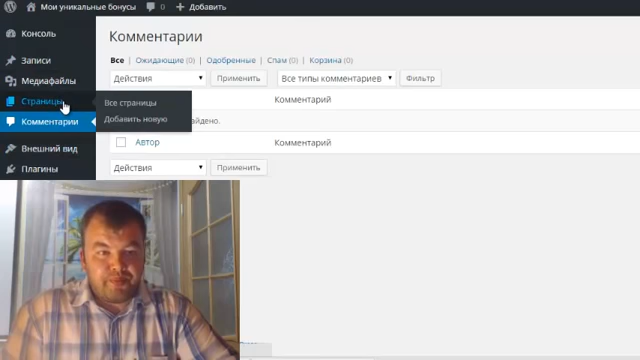 Мои уникальные бонусы 0 + Добавить
Консоль
Записи
Медиафайлы
Страницы
Комментарии
Внешний вид
Плагины
Все страницы
Добавить новую
Комментарии
Все | Ожидающие (0) | Одобренные | Спам (0) | Корзина (0)
Действия Применить Все типы комментариев Фильтр
Комментарий
айдено.
Автор Комментарий
Действия Применить